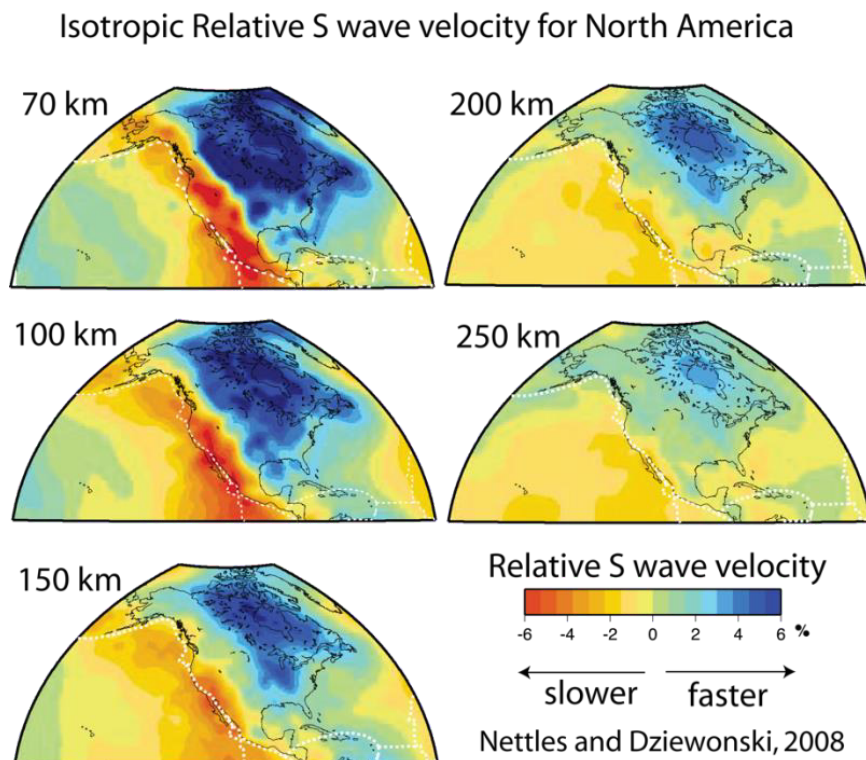 Isotropic Relative S wave velocity for North America
70 km
200 km
100 km
250 km
150 km
Relative S wave velocity
-6 -4 -2 0 2 4 6 %
slower faster
Nettles and Dziewonski, 2008